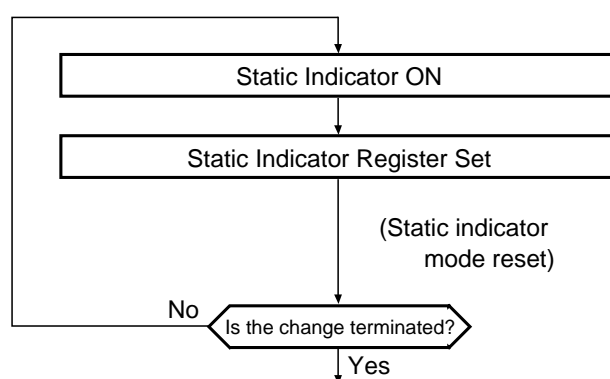 Static Indicator ON
Static Indicator Register Set
(Static indicator
mode reset)
No
Is the change terminated?
Yes